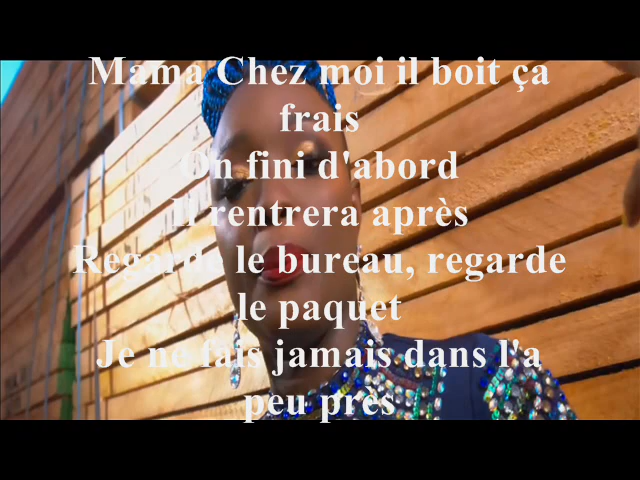 Mama Chez moi il boit ça
frais
On fini d'abord
Il rentrera après
Regarde le bureau, regarde
le paquet
Je ne fais jamais dans l'a
peu près